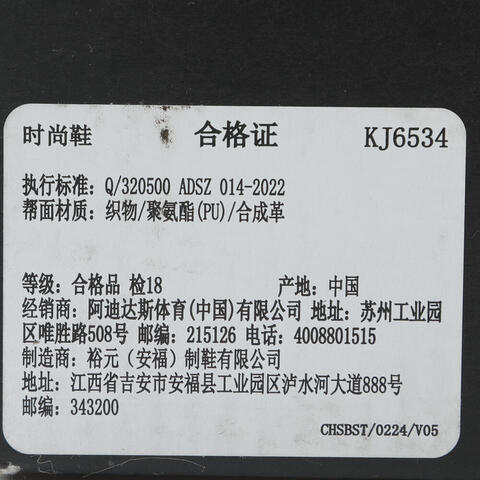 时尚鞋 合格证 KJ6534
执行标准: Q/320500 ADSZ 014-2022
帮面材质: 织物/聚氨酯(PU)/合成革
等级: 合格品 检18 产地: 中国
经销商: 阿迪达斯体育(中国)有限公司 地址: 苏州工业园
区唯胜路508号 邮编: 215126 电话: 4008801515
制造商: 裕元（安福）制鞋有限公司
地址: 江西省吉安市安福县工业园区泸水河大道888号
邮编: 343200
CHSBST/0224/V05